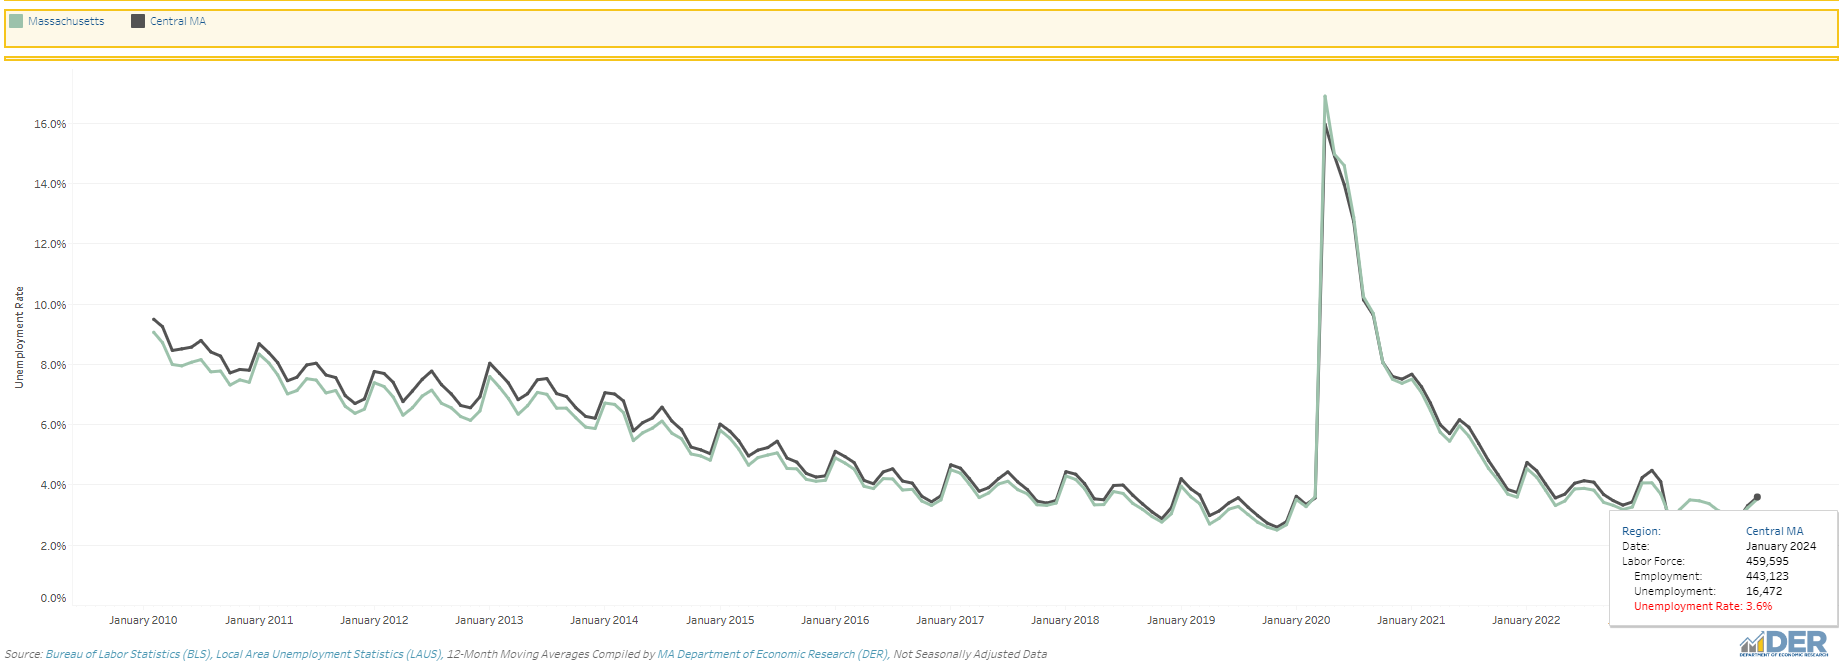 Massachusetts Central MA
Unemployment Rate
16.0%
14.0%
12.0%
10.0%
8.0%
6.0%
4.0%
2.0%
0.0%
January 2010 January 2011 January 2012 January 2013 January 2014 January 2015 January 2016 January 2017 January 2018 January 2019 January 2020 January 2021 January 2022
Region: Central MA
Date: January 2024
Labor Force: 459,595
Employment: 443,123
Unemployment: 16,472
Unemployment Rate: 3.6%
Source: Bureau of Labor Statistics (BLS), Local Area Unemployment Statistics (LAUS), 12-Month Moving Averages Compiled by MA Department of Economic Research (DER), Not Seasonally Adjusted Data
DER
DEPARTMENT OF ECONOMIC RESEARCH